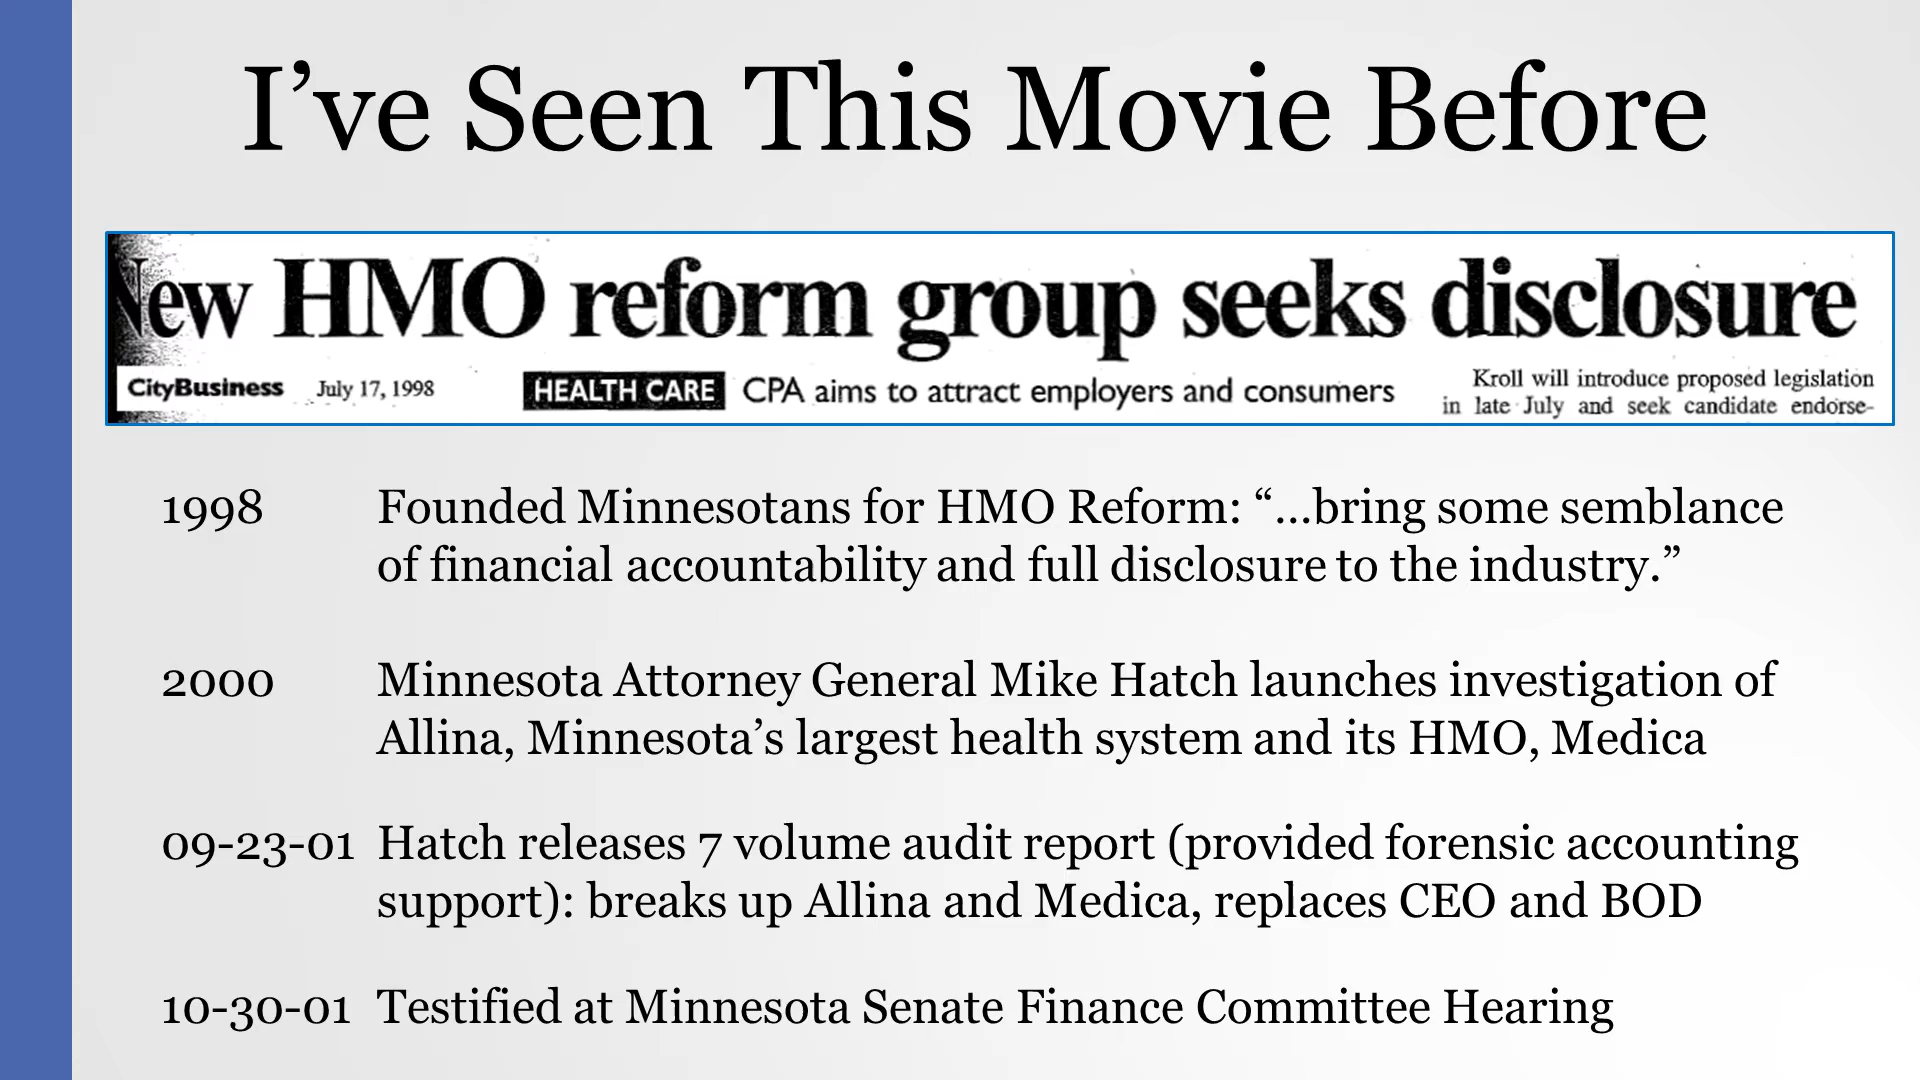 I’ve Seen This Movie Before
New HMO reform group seeks disclosure
CityBusiness July 17, 1998
HEALTH CARE CPA aims to attract employers and consumers
Kroll will introduce proposed legislation
in late July and seek candidate endorse-
1998 Founded Minnesotans for HMO Reform: “…bring some semblance
of financial accountability and full disclosure to the industry.”
2000 Minnesota Attorney General Mike Hatch launches investigation of
Allina, Minnesota’s largest health system and its HMO, Medica
09-23-01 Hatch releases 7 volume audit report (provided forensic accounting
support): breaks up Allina and Medica, replaces CEO and BOD
10-30-01 Testified at Minnesota Senate Finance Committee Hearing